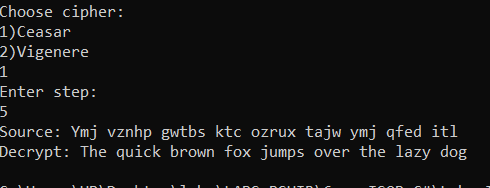 Choose cipher:
1)Ceasar
2)Vigenere
1
Enter step:
5
Source: Ymj vznhp gwtbs ktc ozrux tajw ymj qfed itl
Decrypt: The quick brown fox jumps over the lazy dog